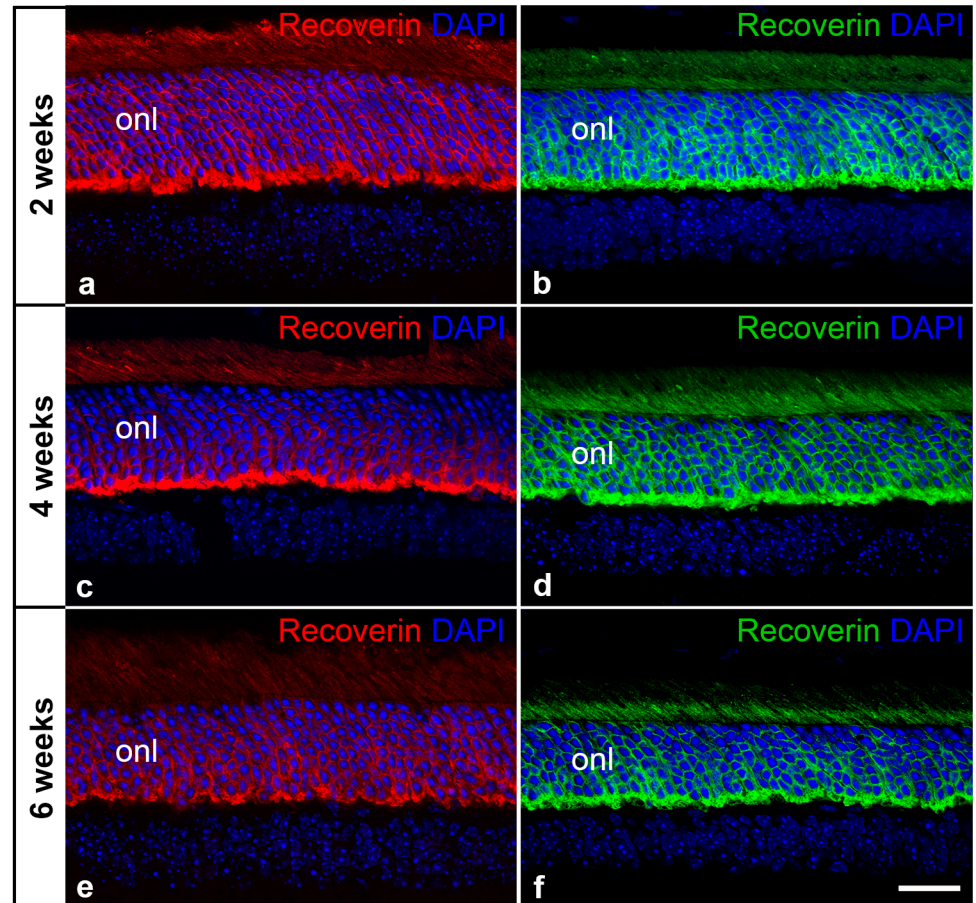 2 weeks
Recoverin DAPI
onl
a
Recoverin DAPI
onl
b
4 weeks
Recoverin DAPI
onl
c
Recoverin DAPI
onl
d
6 weeks
Recoverin DAPI
onl
e
Recoverin DAPI
onl
f